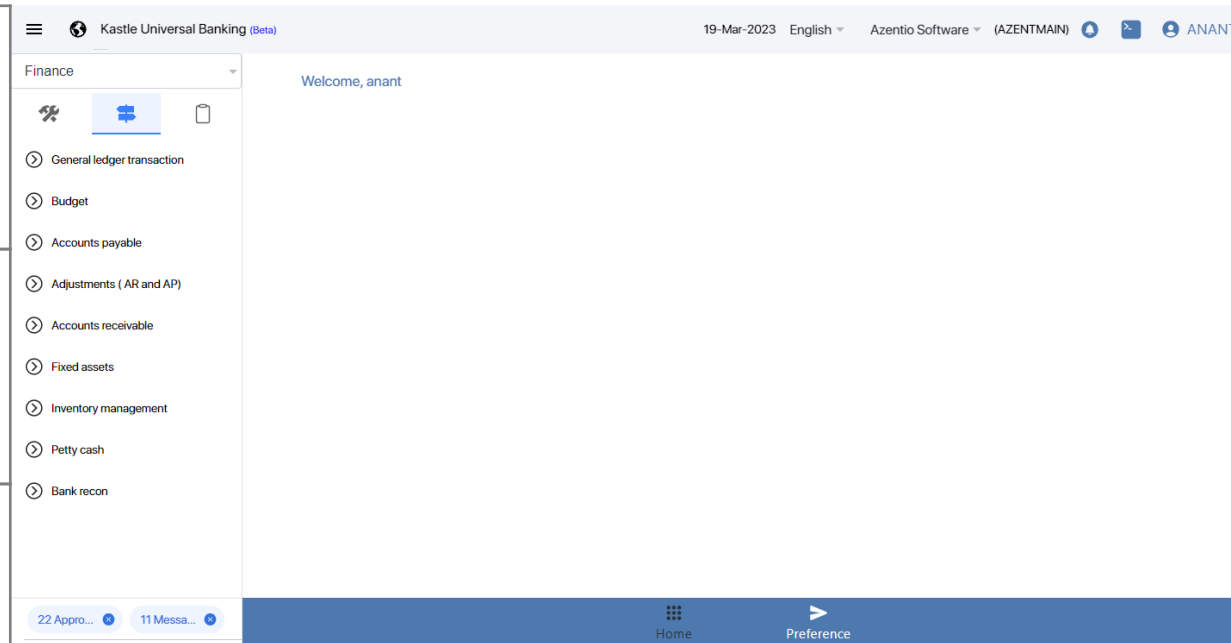 Kastle Universal Banking (Beta)
19-Mar-2023 English Azentio Software (AZENTMAIN) ANANT
Finance
Welcome, anant
General ledger transaction
Budget
Accounts payable
Adjustments ( AR and AP)
Accounts receivable
Fixed assets
Inventory management
Petty cash
Bank recon
22 Appro... 11 Messa...
Home Preference